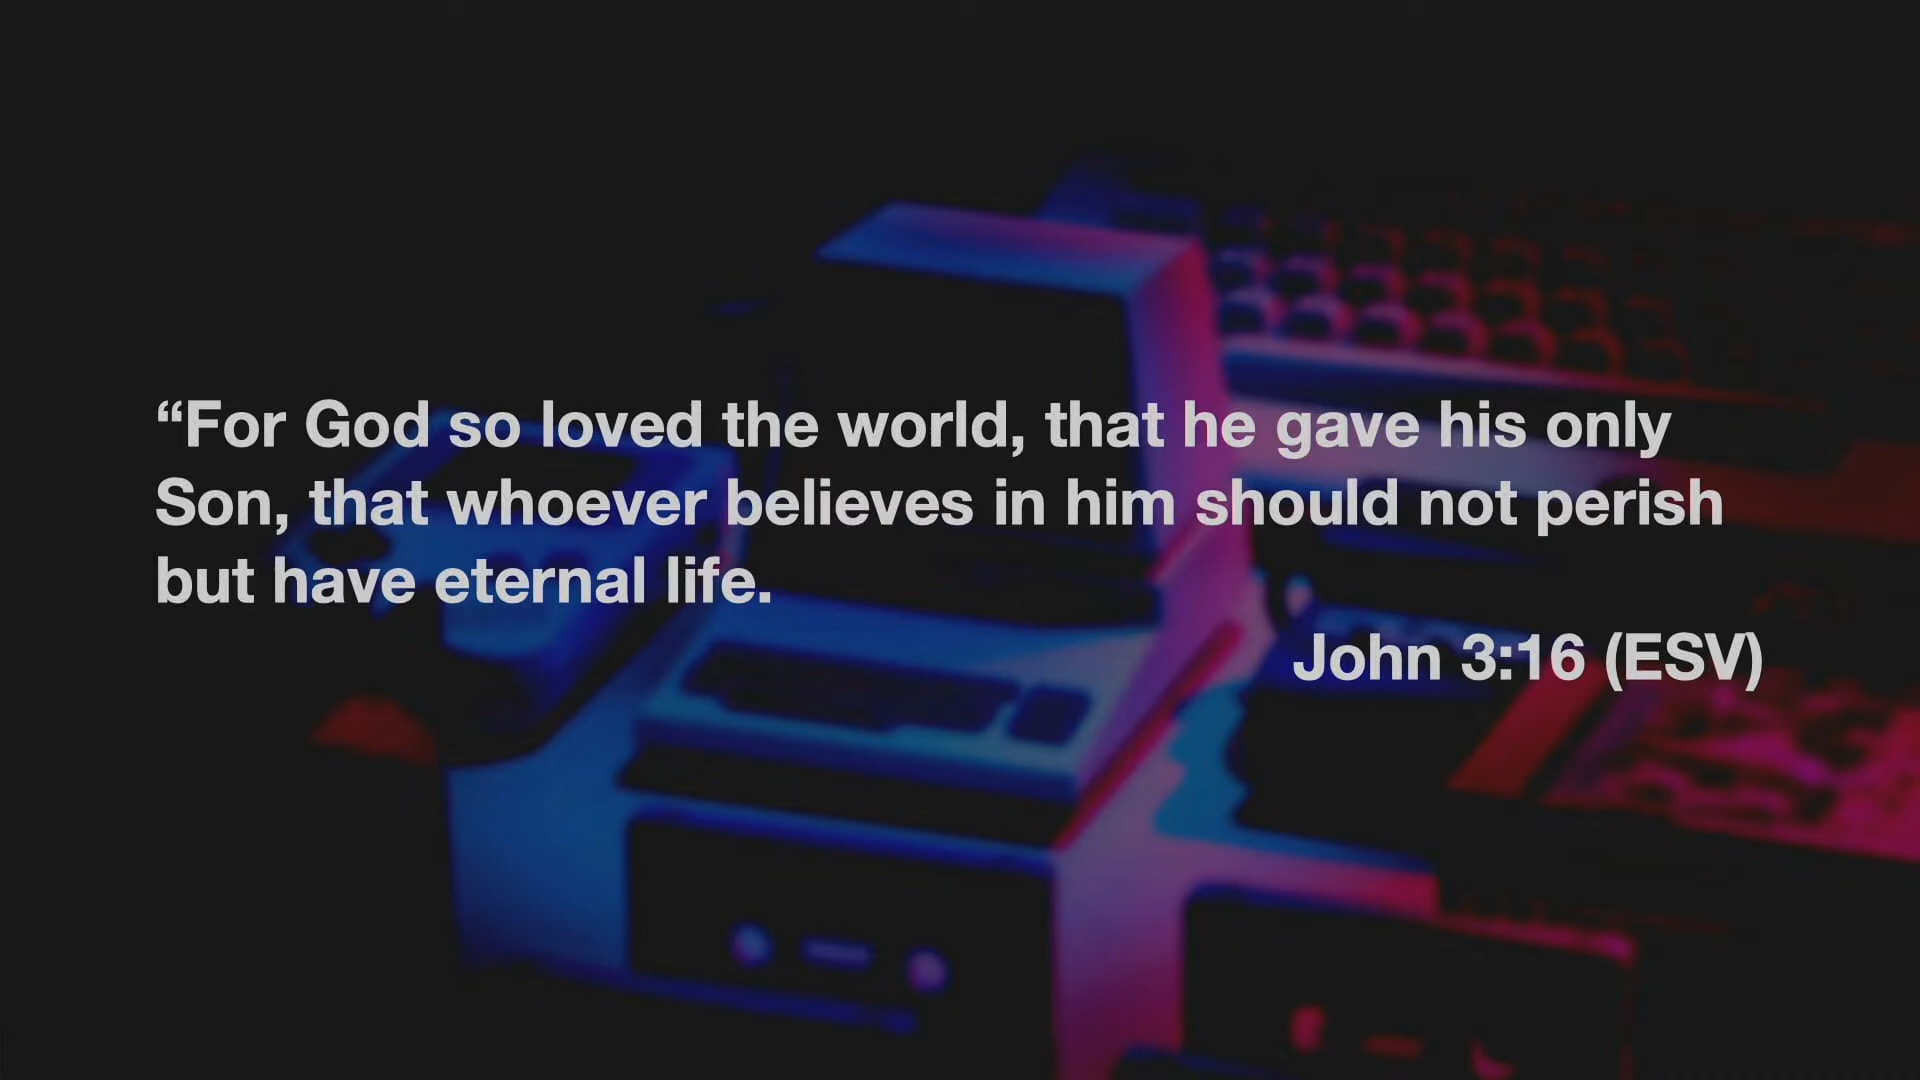 “For God so loved the world, that he gave his only
Son, that whoever believes in him should not perish
but have eternal life.
John 3:16 (ESV)